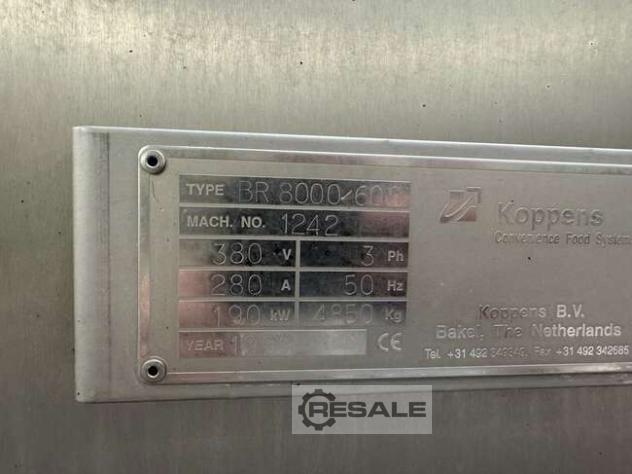 TYPE BR 8000/600
MACH. NO. 1242
380 V 3 Ph
280 A 50 Hz
190 kW 4850 Kg
YEAR
CE
Koppens
Convenience Food System
Koppens B.V.
Bakel, The Netherlands
Tel. +31 492 Fax +31 492 342685
RESALE